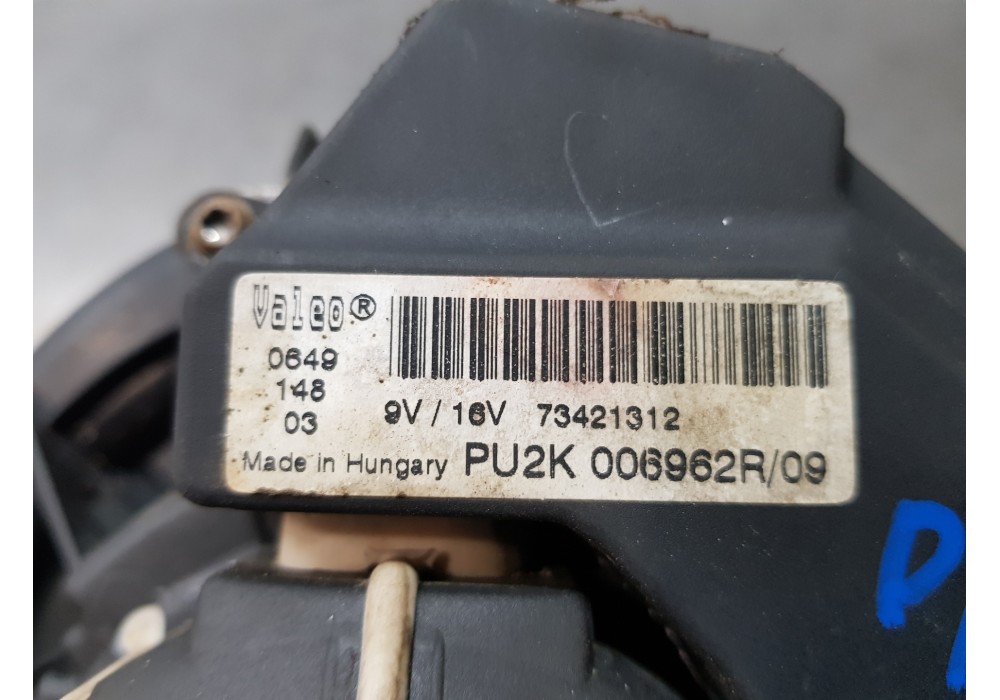 Valeo®
0649
148
03
9V / 16V 73421312
Made in Hungary PU2K 006962R/09